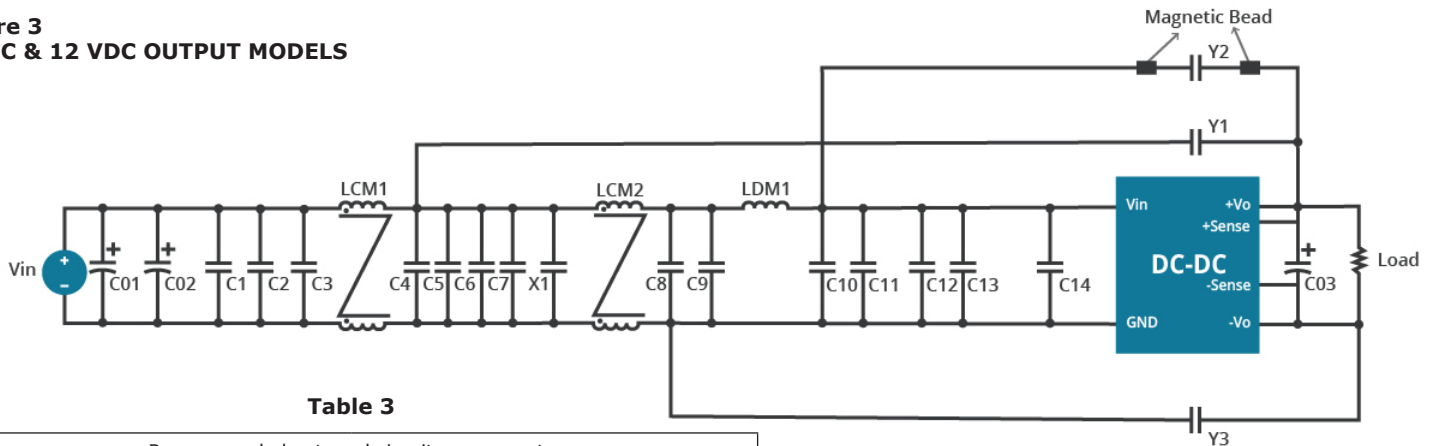 re 3
C & 12 VDC OUTPUT MODELS
Magnetic Bead
Y2
Y1
LCM1
LCM2
LDM1
Vin
+
-
+
C01
+
C02
C1
C2
C3
C4
C5
C6
C7
X1
C8
C9
C10
C11
C12
C13
C14
Vin
+Vo
+Sense
DC-DC
-Sense
GND
-Vo
+
C03
Load
Y3
Table 3